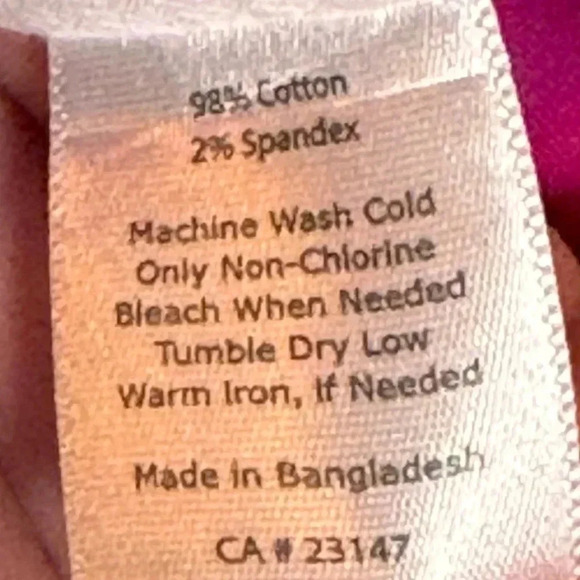 98% Cotton
2% Spandex
Machine Wash Cold
Only Non-Chlorine
Bleach When Needed
Tumble Dry Low
Warm Iron, If Needed
Made in Bangladesh
CA # 23147